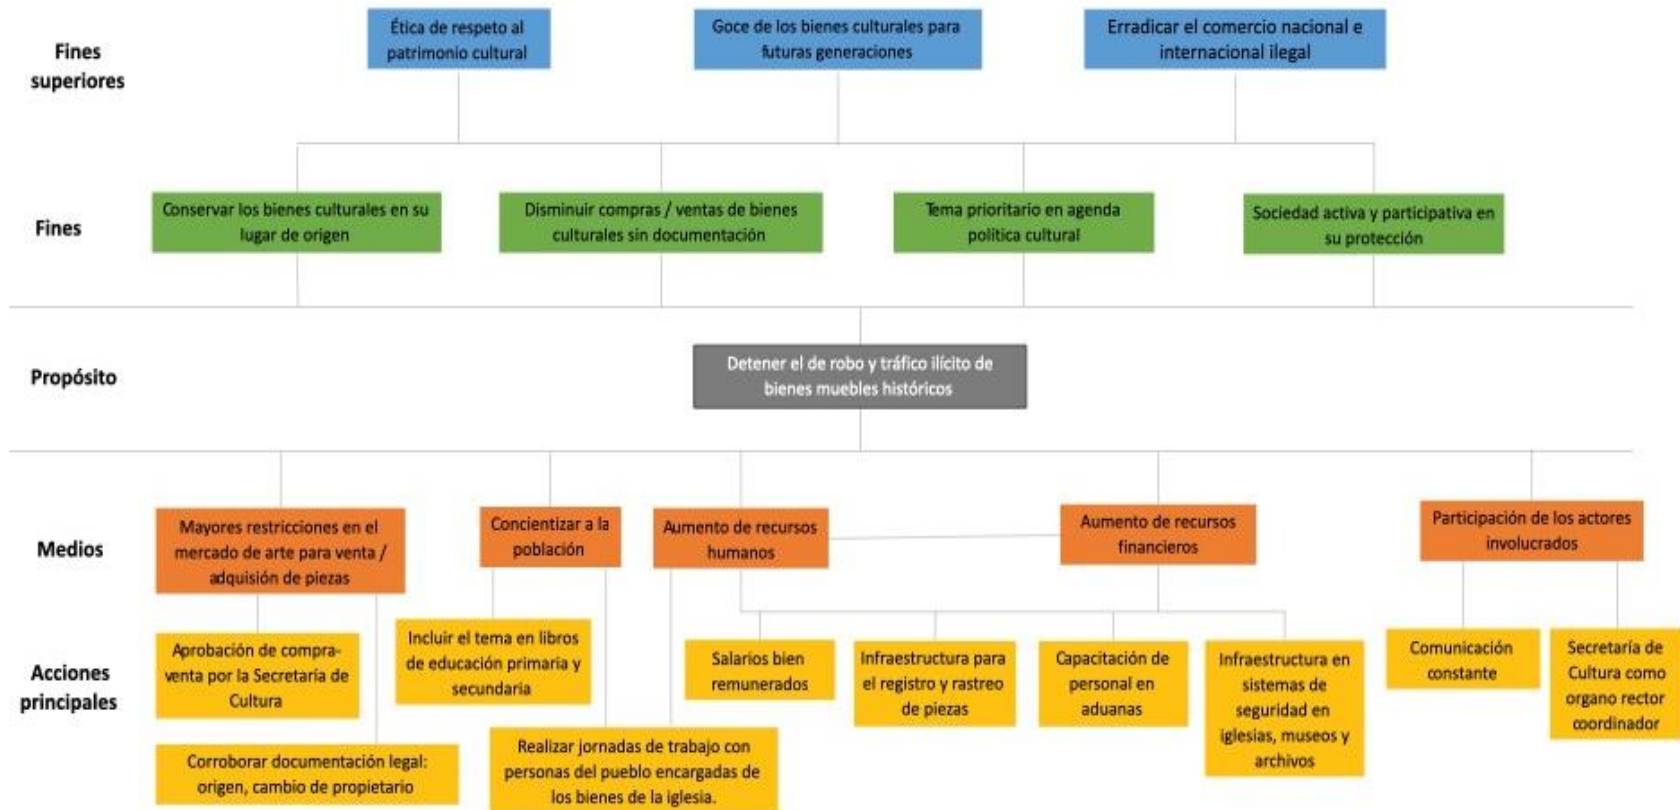 Fines
superiores
Ética de respeto al
patrimonio cultural
Goce de los bienes culturales para
futuras generaciones
Erradicar el comercio nacional e
internacional ilegal
Fines
Conservar los bienes culturales en su
lugar de origen
Disminuir compras / ventas de bienes
culturales sin documentación
Tema prioritario en agenda
política cultural
Sociedad activa y participativa en
su protección
Propósito
Detener el de robo y tráfico ilícito de
bienes muebles históricos
Medios
Mayores restricciones en el
mercado de arte para venta /
adquisión de piezas
Concientizar a la
población
Aumento de recursos
humanos
Aumento de recursos
financieros
Participación de los actores
involucrados
Acciones
principales
Aprobación de compra-
venta por la Secretaría de
Cultura
Corroborar documentación legal:
origen, cambio de propietario
Incluir el tema en libros
de educación primaria y
secundaria
Realizar jornadas de trabajo con
personas del pueblo encargadas de
los bienes de la iglesia.
Salarios bien
remunerados
Infraestructura para
el registro y rastreo
de piezas
Capacitación de
personal en
aduanas
Infraestructura en
sistemas de
seguridad en
iglesias, museos y
archivos
Comunicación
constante
Secretaría de
Cultura como
organo rector
coordinador